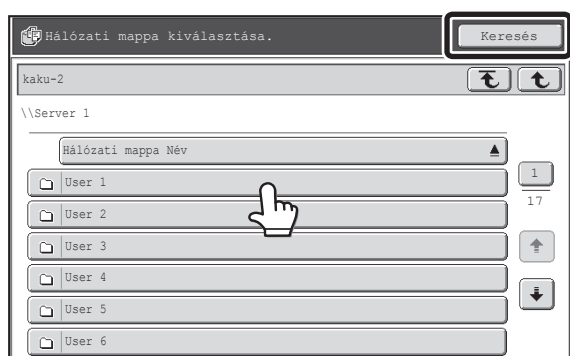 Hálózati mappa kiválasztása.
Keresés
kaku-2
\\Server 1
Hálózati mappa Név
User 1
User 2
User 3
User 4
User 5
User 6
1
17